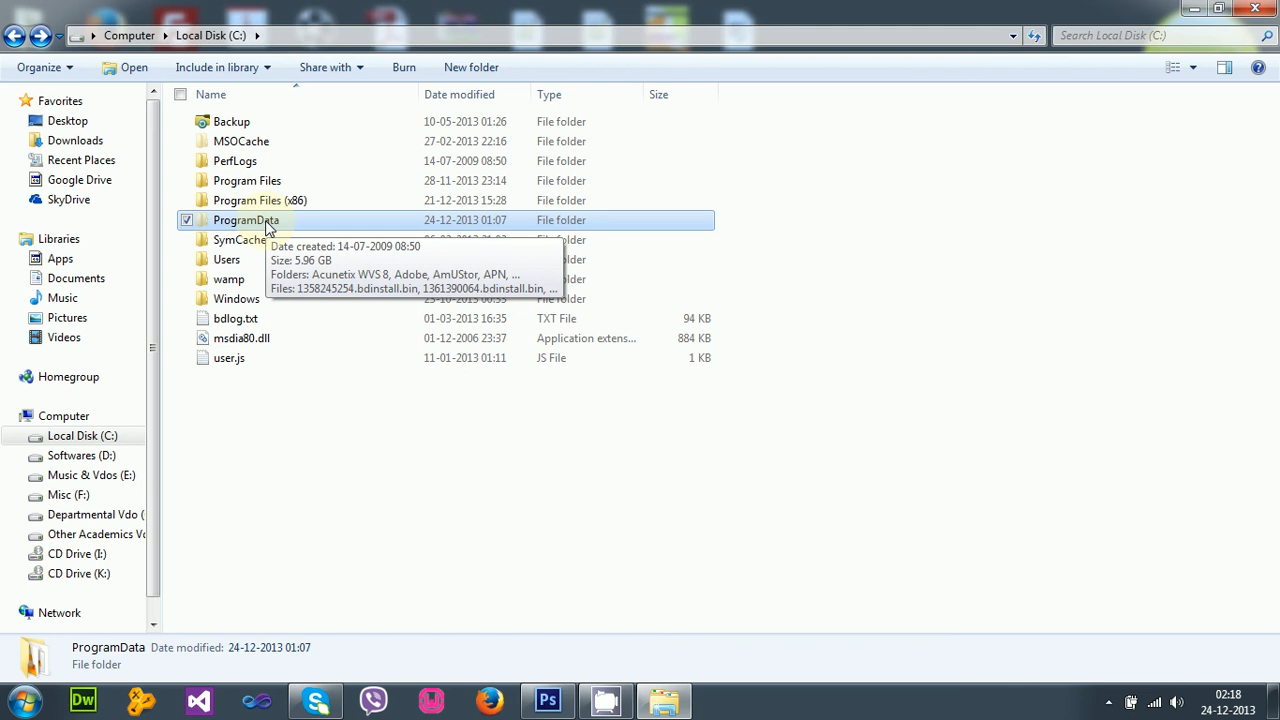 Computer
Local Disk (C:)
Search Local Disk (C:)
Organize
Open
Include in library
Share with
Burn
New folder
Name Date modified Type Size
Favorites
Desktop
Downloads
Recent Places
Google Drive
SkyDrive
Libraries
Apps
Documents
Music
Pictures
Videos
Homegroup
Computer
Local Disk (C:)
Softwares (D:)
Music & Vdos (E:)
Misc (F:)
Departmental Vdo (
Other Academics Vd
CD Drive (I:)
CD Drive (K:)
Network
Backup 10-05-2013 01:26 File folder
MSOCache 27-02-2013 22:16 File folder
PerfLogs 14-07-2009 08:50 File folder
Program Files 28-11-2013 23:14 File folder
Program Files (x86) 21-12-2013 15:28 File folder
ProgramData 24-12-2013 01:07 File folder
SymCache File folder
Date created: 14-07-2009 08:50
Size: 5.96 GB
Folders: Acunetix WVS 8, Adobe, AmUStor, APN, ...
Files: 1358245254.bdinstall.bin, 1361390064.bdinstall.bin, ...
Users File folder
wamp File folder
Windows File folder
bdlog.txt 01-03-2013 16:35 TXT File 94 KB
msdia80.dll 01-12-2006 23:37 Application extens... 884 KB
user.js 11-01-2013 01:11 JS File 1 KB
ProgramData Date modified: 24-12-2013 01:07
File folder
Dw
Ps
02:18
24-12-2013